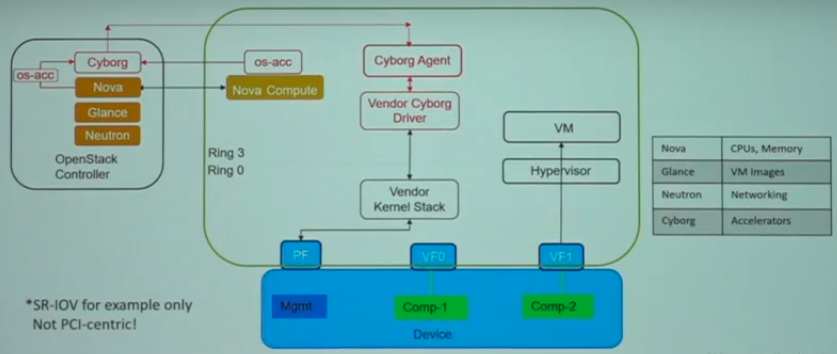 Cyborg
os-acc
Nova
Glance
Neutron
OpenStack
Controller
os-acc
Nova Compute
Cyborg Agent
Vendor Cyborg
Driver
Ring 3
Ring 0
Vendor
Kernel Stack
VM
Hypervisor
PF
VF0
VF1
Mgmt
Comp-1
Comp-2
Device
Nova CPUs, Memory
Glance VM Images
Neutron Networking
Cyborg Accelerators
*SR-IOV for example only
Not PCI-centric!